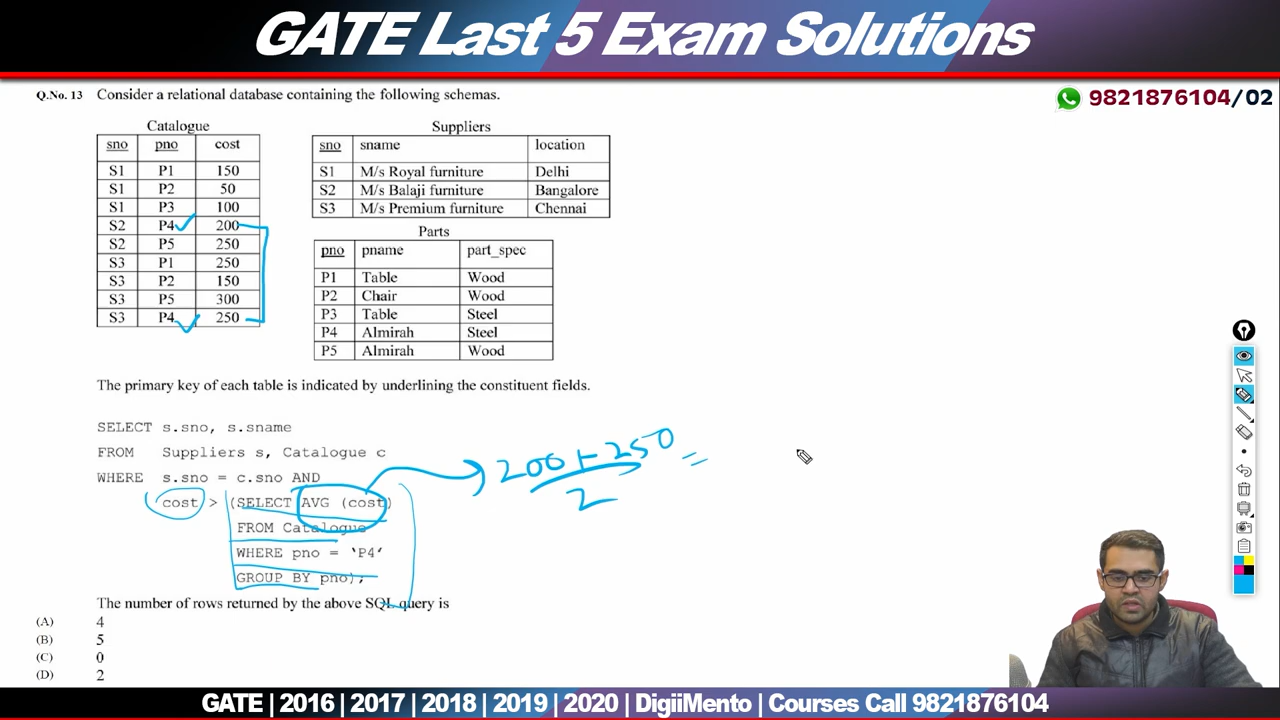 GATE Last 5 Exam Solutions
Q.No. 13 Consider a relational database containing the following schemas.
9821876104/02
Catalogue
sno pno cost
S1 P1 150
S1 P2 50
S1 P3 100
S2 P4 200
S2 P5 250
S3 P1 250
S3 P2 150
S3 P5 300
S3 P4 250
Suppliers
sno sname location
S1 M/s Royal furniture Delhi
S2 M/s Balaji furniture Bangalore
S3 M/s Premium furniture Chennai
Parts
pno pname part_spec
P1 Table Wood
P2 Chair Wood
P3 Table Steel
P4 Almirah Steel
P5 Almirah Wood
The primary key of each table is indicated by underlining the constituent fields.
SELECT s.sno, s.sname
FROM Suppliers s, Catalogue c
WHERE s.sno = c.sno AND
cost > (SELECT AVG (cost)
FROM Catalogue
WHERE pno = ‘P4‘
GROUP BY pno);
200 + 250 =
2
The number of rows returned by the above SQL query is
(A) 4
(B) 5
(C) 0
(D) 2
GATE | 2016 | 2017 | 2018 | 2019 | 2020 | DigiiMento | Courses Call 9821876104